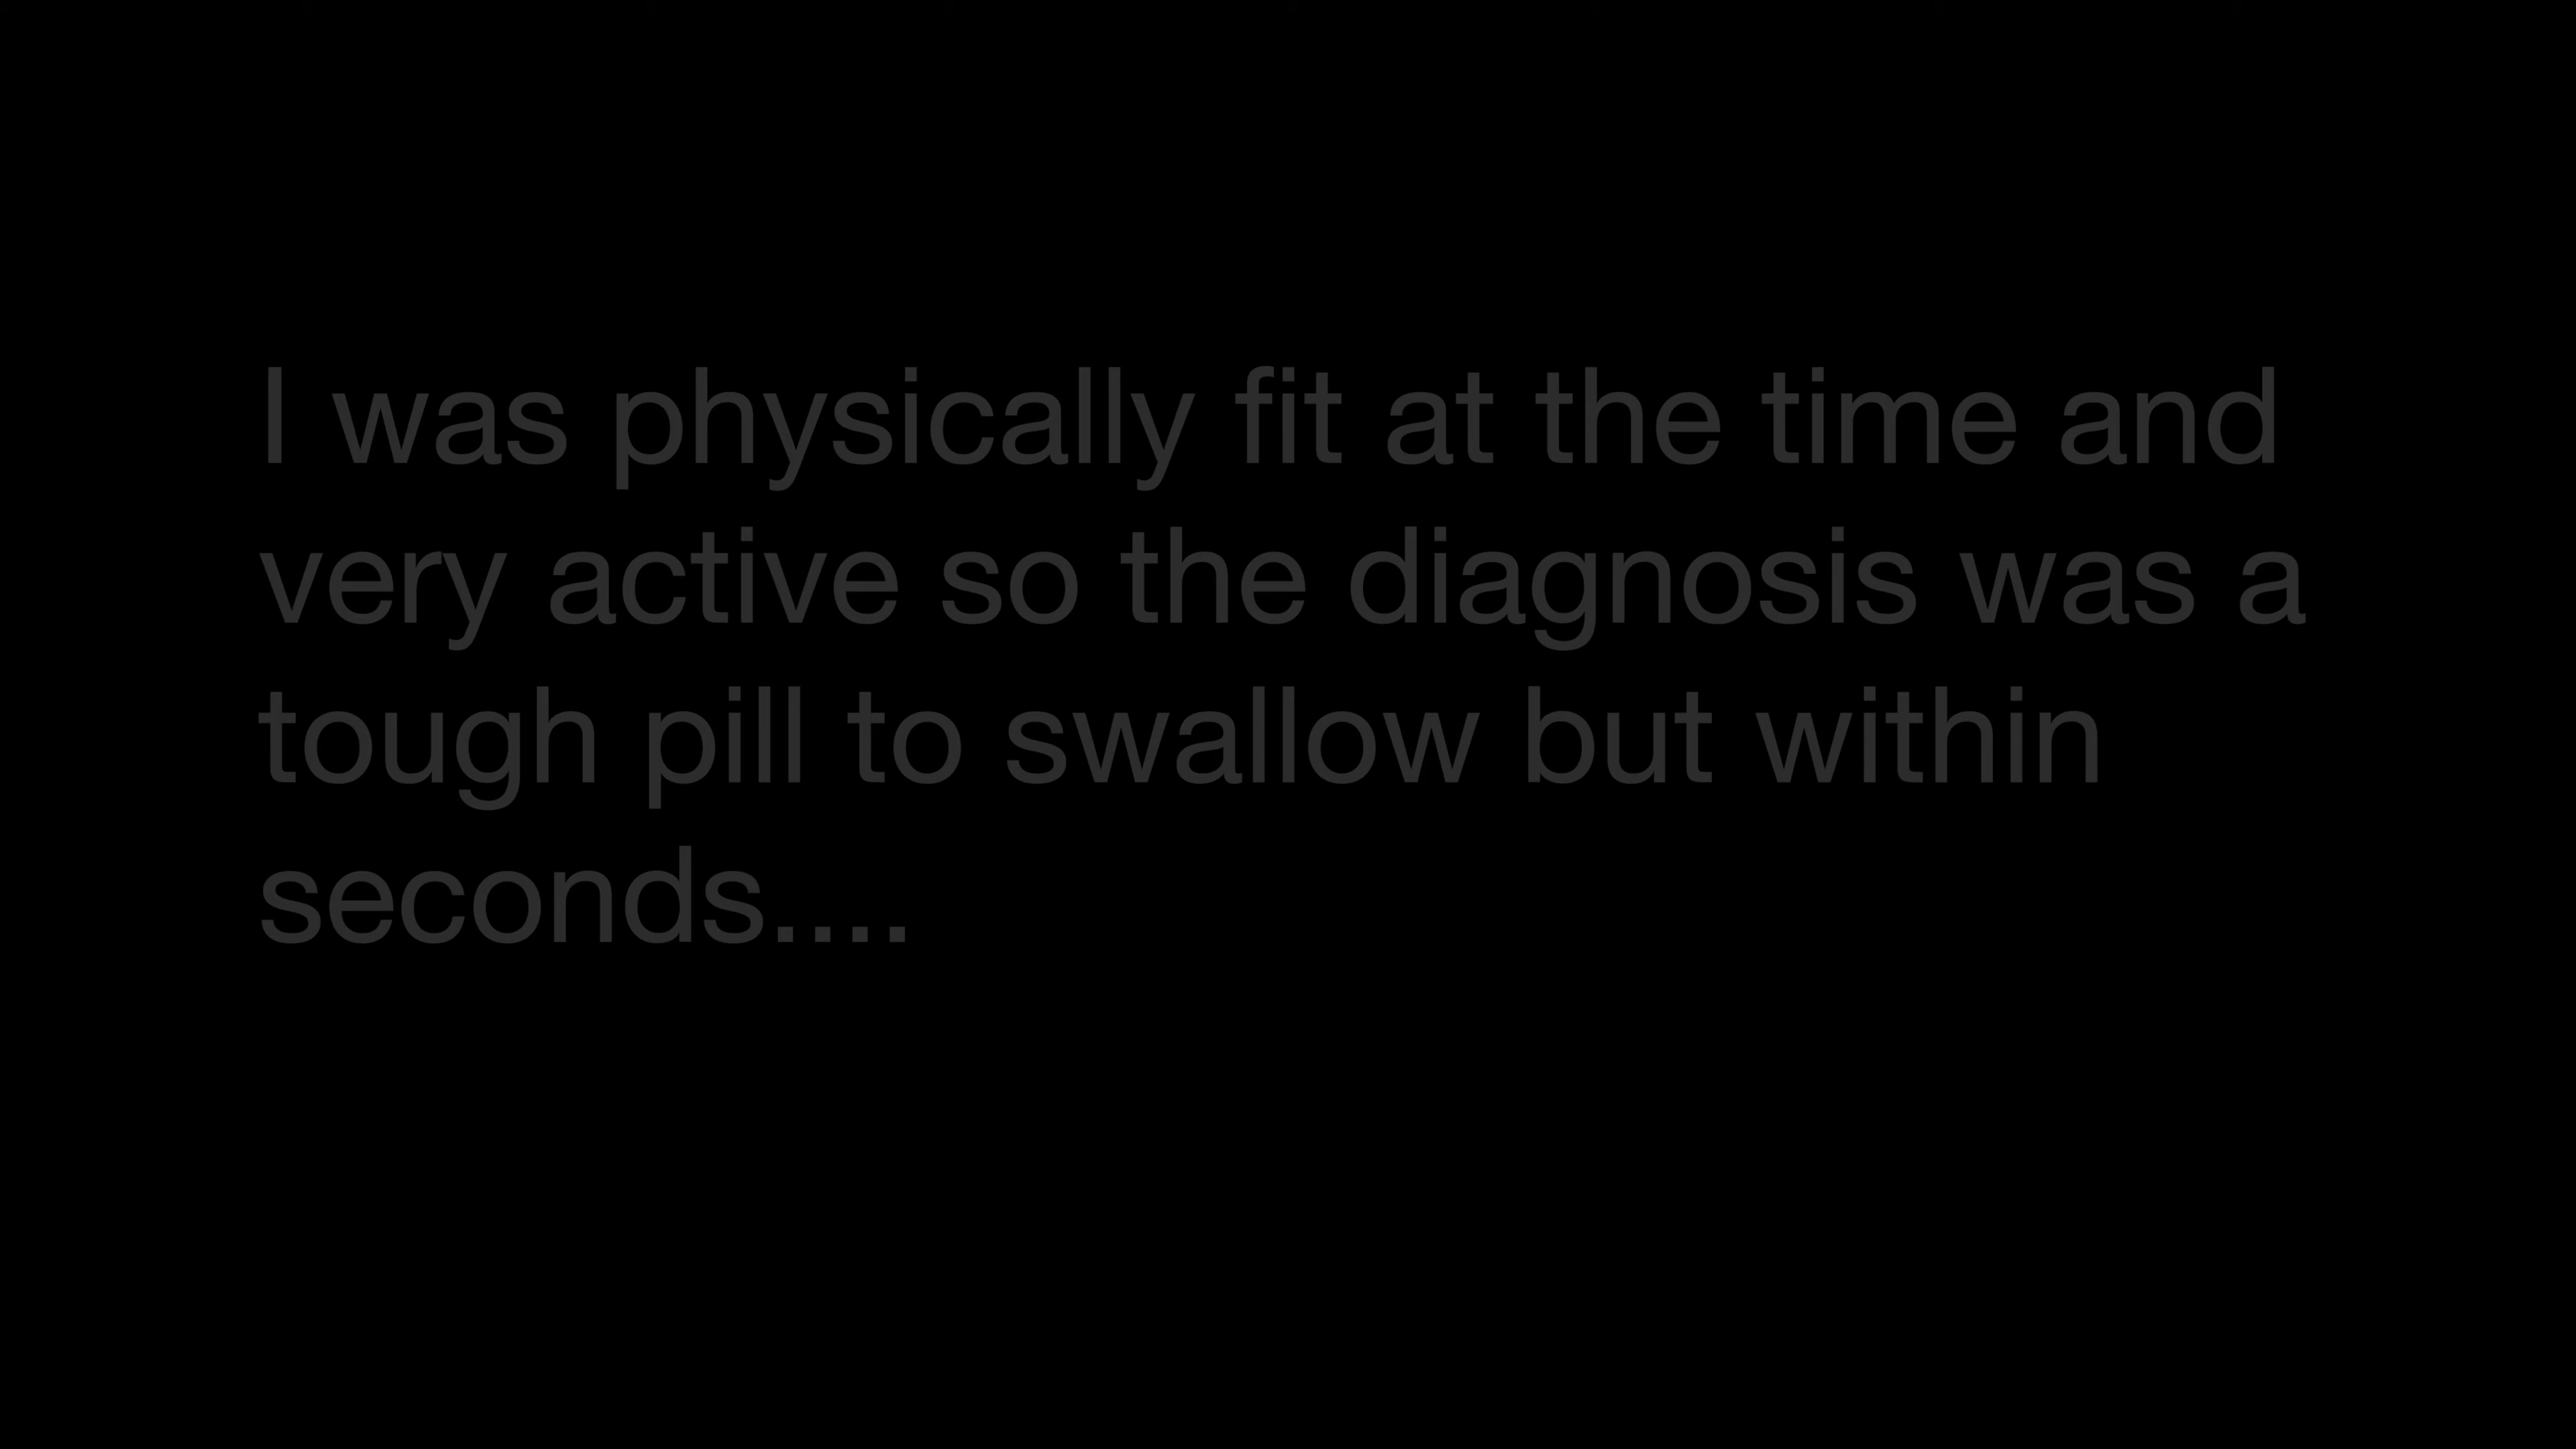 I was physically fit at the time and
very active so the diagnosis was a
tough pill to swallow but within
seconds....